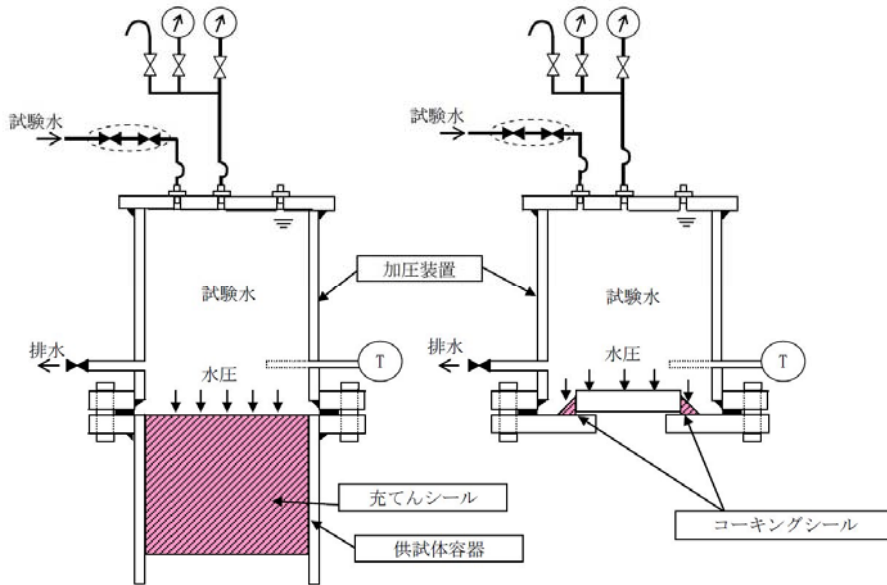 試験水
試験水
加圧装置
試験水
試験水
排水
水圧
T
排水
水圧
T
充てんシール
供試体容器
コーキングシール